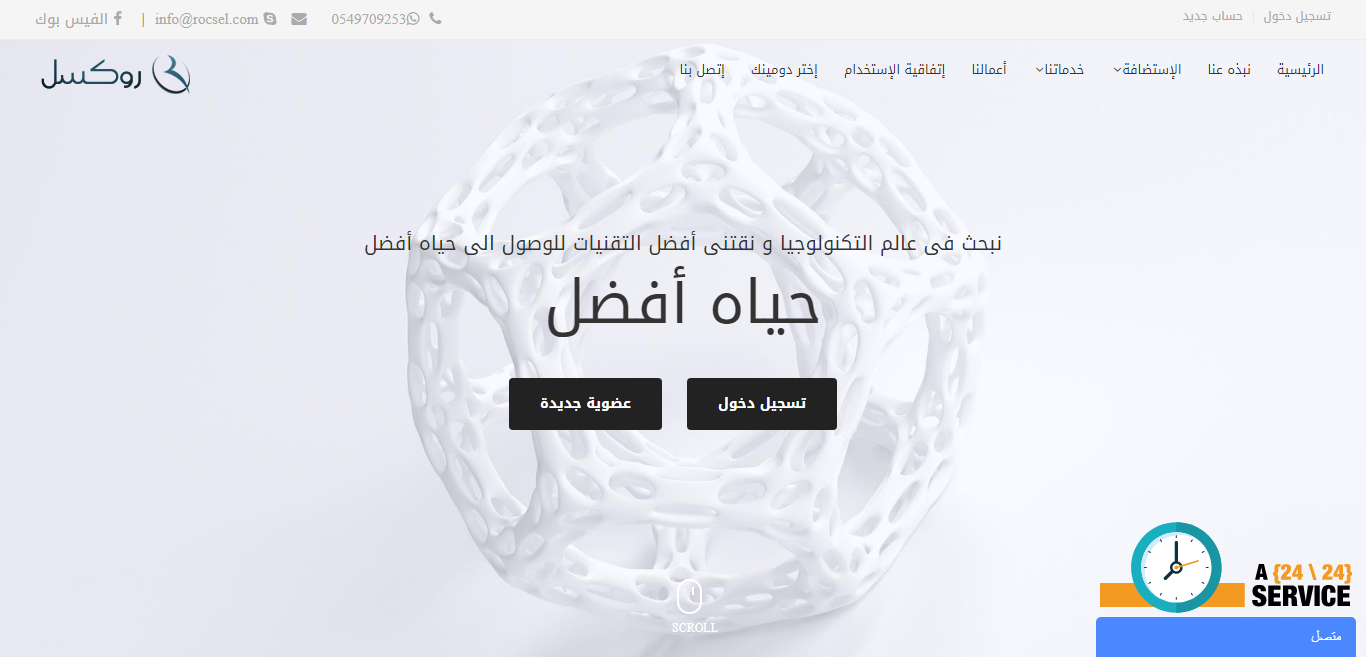 تسجيل دخول | حساب جديد
0549709253
info@rocsel.com | الفيس بوك
الرئيسية نبذه عنا الإستضافة خدماتنا أعمالنا إتفاقية الإستخدام إختر دومينك إتصل بنا
روكسل
نبحث فى عالم التكنولوجيا و نقتنى أفضل التقنيات للوصول الى حياه أفضل
حياه أفضل
تسجيل دخول عضوية جديدة
SCROLL
A {24 \ 24}
SERVICE
متصل